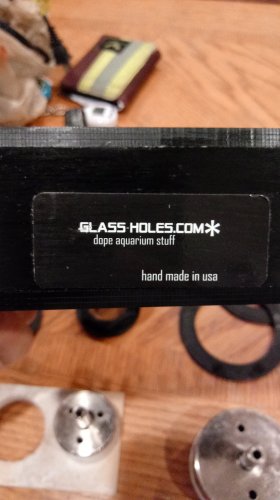 GLASS-HOLES.COM*
dope aquarium stuff
hand made in usa